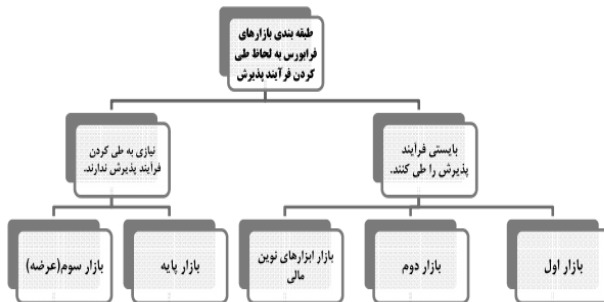 طبقه بندی بازارهای
فرابورس به لحاظ طی
کردن فرآیند پذیرش
بایستی فرآیند
پذیرش را طی کنند.
نیازی به طی کردن
فرآیند پذیرش ندارند.
بازار اول
بازار دوم
بازار ابزارهای نوین
مالی
بازار پایه
بازار سوم(عرضه)